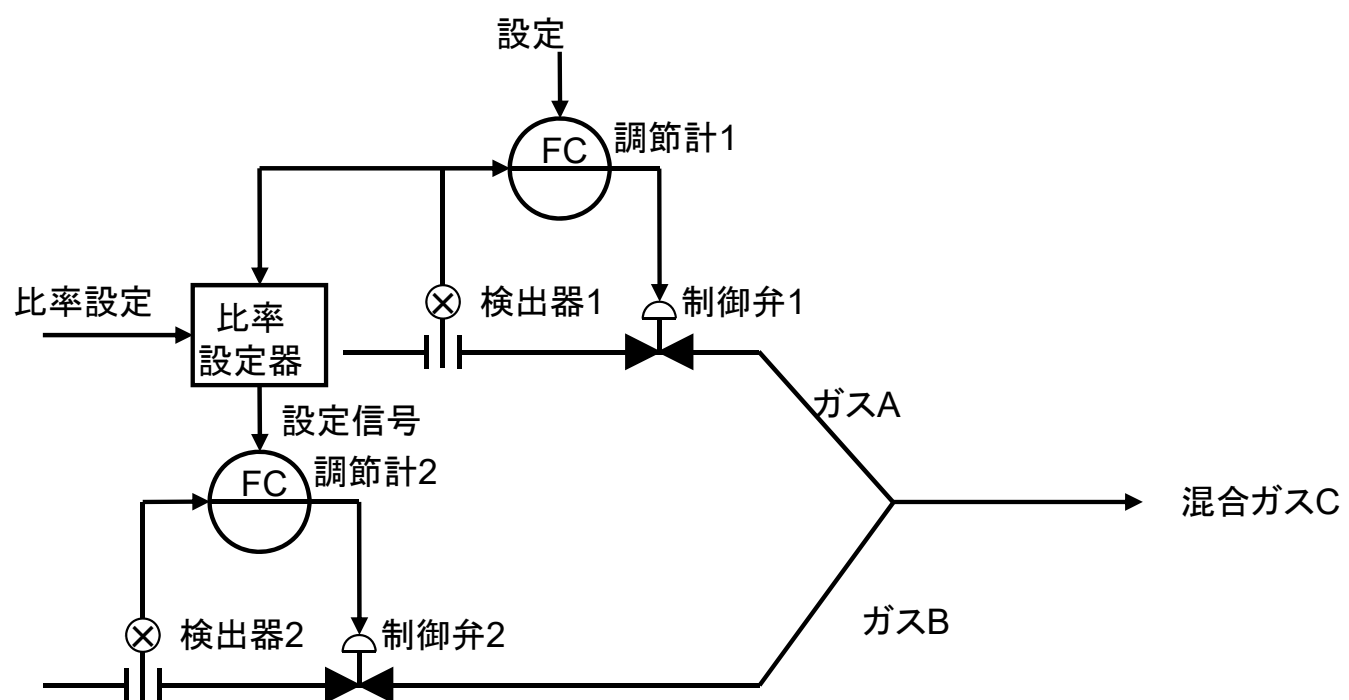 設定
FC
調節計1
比率設定
比率
設定器
検出器1
制御弁1
ガスA
設定信号
FC
調節計2
混合ガスC
検出器2
制御弁2
ガスB